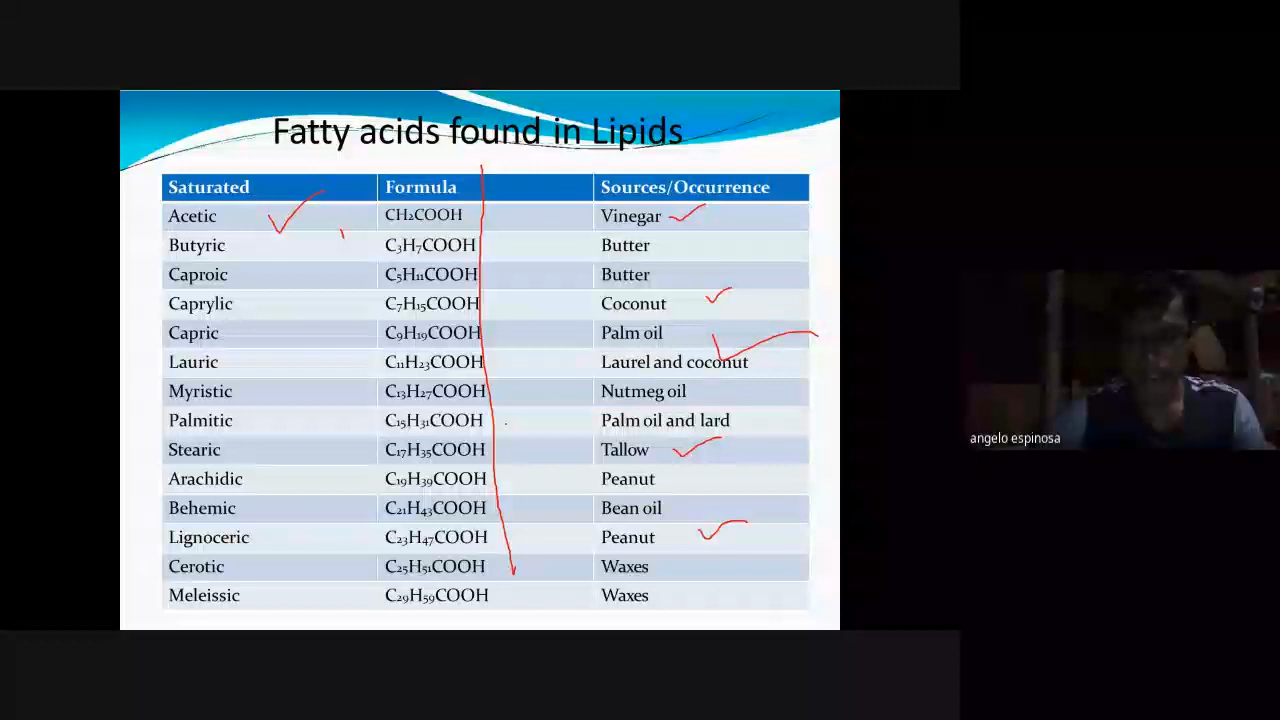 Fatty acids found in Lipids
Saturated Formula Sources/Occurrence
Acetic CH₂COOH Vinegar
Butyric C₃H₇COOH Butter
Caproic C₅H₁₁COOH Butter
Caprylic C₇H₁₅COOH Coconut
Capric C₉H₁₉COOH Palm oil
Lauric C₁₁H₂₃COOH Laurel and coconut
Myristic C₁₃H₂₇COOH Nutmeg oil
Palmitic C₁₅H₃₁COOH Palm oil and lard
Stearic C₁₇H₃₅COOH Tallow
Arachidic C₁₉H₃₉COOH Peanut
Behemic C₂₁H₄₃COOH Bean oil
Lignoceric C₂₃H₄₇COOH Peanut
Cerotic C₂₅H₅₁COOH Waxes
Meleissic C₂₉H₅₉COOH Waxes
angelo espinosa